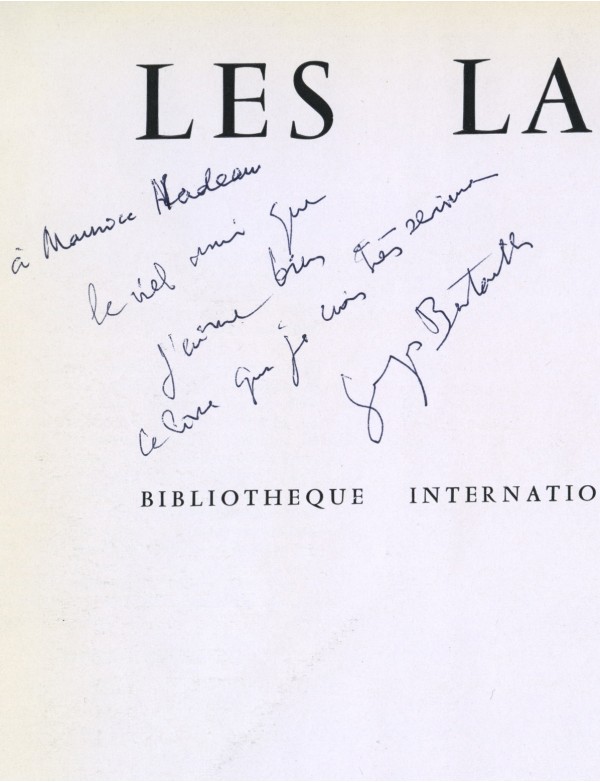 LES LA
à Maurice Nadeau
le viel ami que
j'aime bien
ce livre que je crois très sérieux
Georges Bataille
BIBLIOTHEQUE INTERNATIO